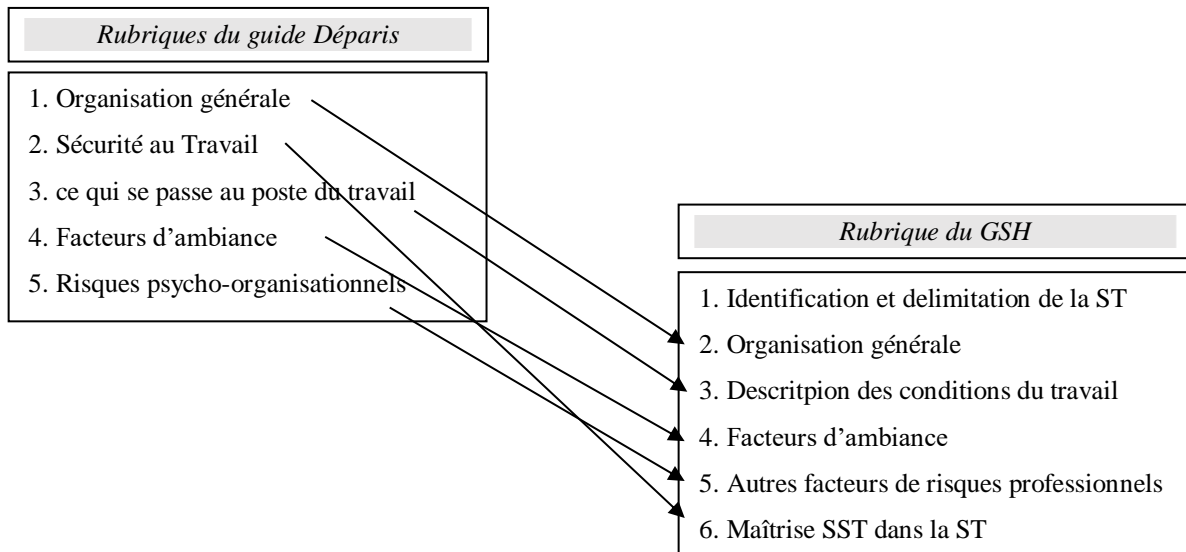 Rubriques du guide Déparis
1. Organisation générale
2. Sécurité au Travail
3. ce qui se passe au poste du travail
4. Facteurs d’ambiance
5. Risques psycho-organisationnels
Rubrique du GSH
1. Identification et delimitation de la ST
2. Organisation générale
3. Descritpion des conditions du travail
4. Facteurs d’ambiance
5. Autres facteurs de risques professionnels
6. Maîtrise SST dans la ST